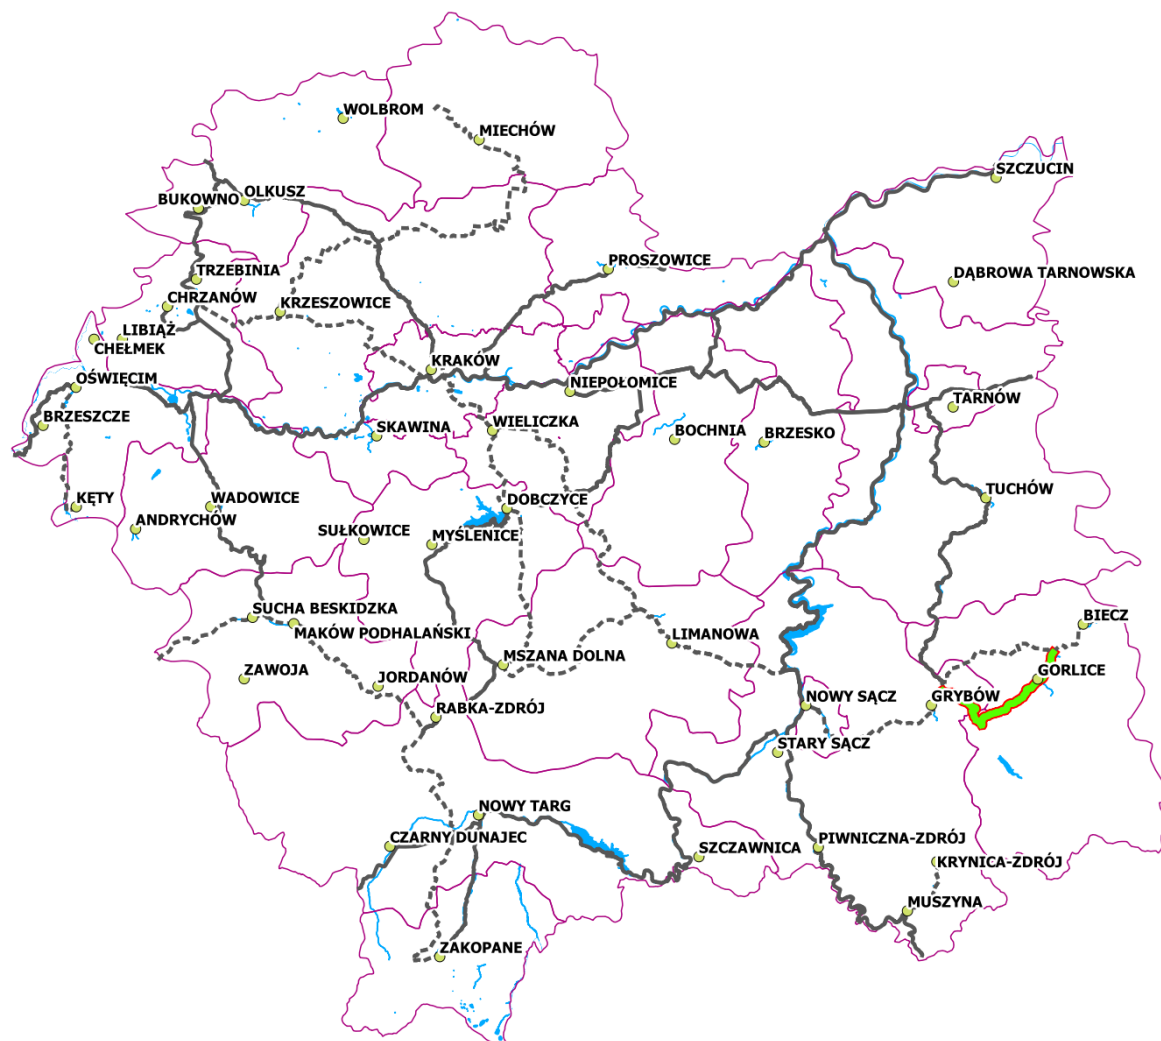 WOLBROM
MIECHÓW
SZCZUCIN
OLKUSZ
BUKOWNO
PROSZOWICE
TRZEBINIA
DĄBROWA TARNOWSKA
CHRZANÓW
KRZESZOWICE
LIBIĄŻ
CHEŁMEK
KRAKÓW
OŚWIĘCIM
NIEPOŁOMICE
TARNÓW
BRZESZCZE
SKAWINA
WIELICZKA
BOCHNIA
BRZESKO
TUCHÓW
KĘTY
WADOWICE
DOBCZYCE
ANDRYCHÓW
SUŁKOWICE
MYŚLENICE
SUCHA BESKIDZKA
BIECZ
MAKÓW PODHALAŃSKI
LIMANOWA
MSZANA DOLNA
ZAWOJA
JORDANÓW
GORLICE
NOWY SĄCZ
GRYBÓW
RABKA-ZDRÓJ
STARY SĄCZ
NOWY TARG
CZARNY DUNAJEC
PIWNICZNA-ZDRÓJ
SZCZAWNICA
KRYNICA-ZDRÓJ
MUSZYNA
ZAKOPANE